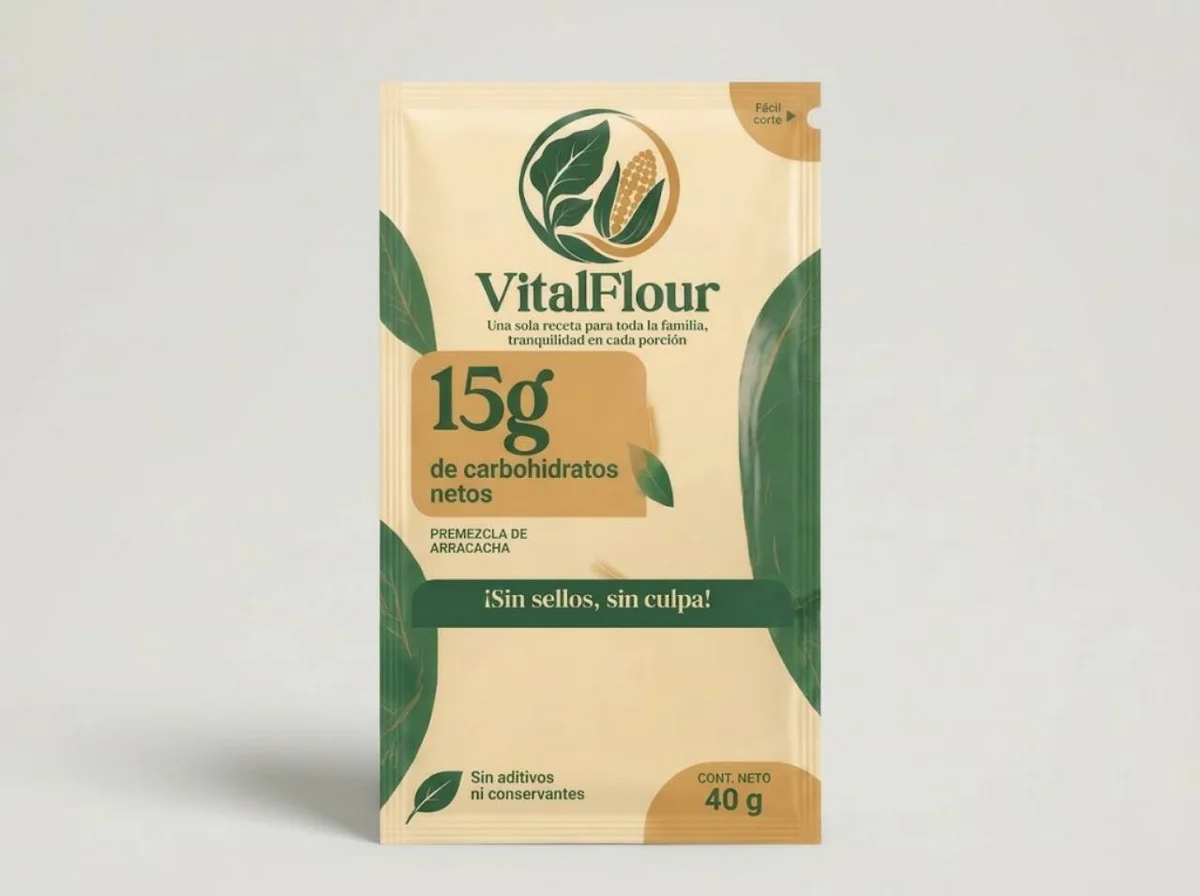 Fácil
corte
VitalFlour
Una sola receta para toda la familia,
tranquilidad en cada porción
15g
de carbohidratos
netos
PREMEZCLA DE
ARRACACHA
¡Sin sellos, sin culpa!
Sin aditivos
ni conservantes
CONT. NETO
40 g